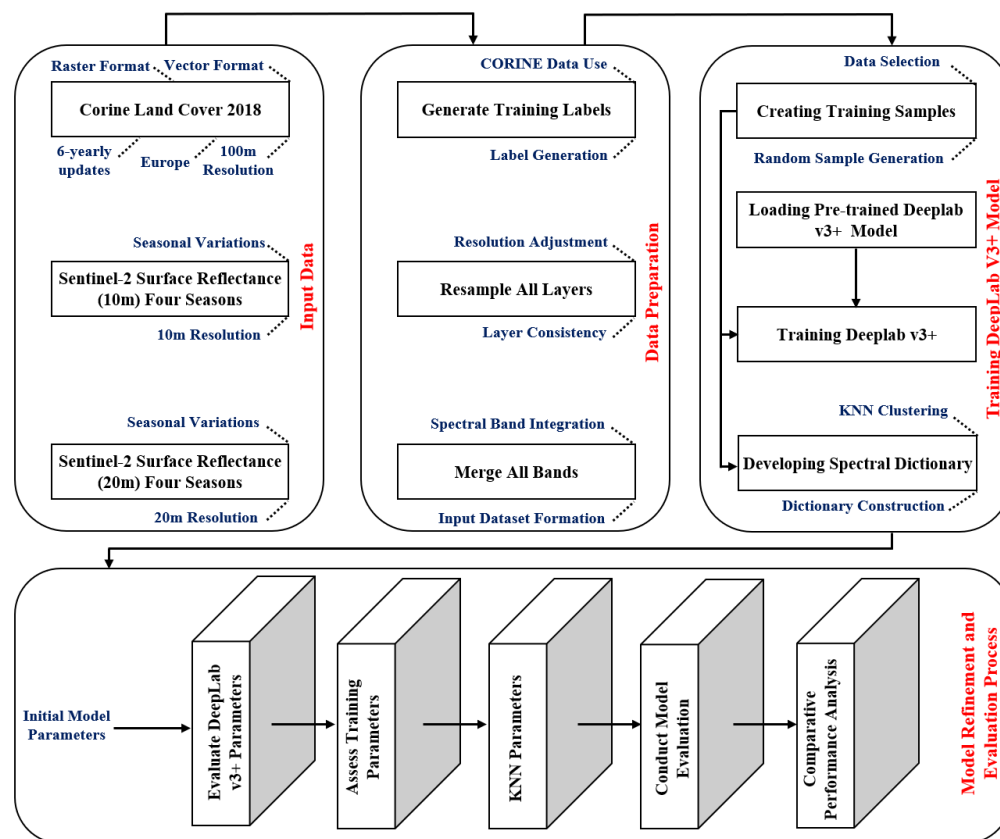 Raster Format
Vector Format
Corine Land Cover 2018
6-yearly
updates
Europe
100m
Resolution
Seasonal Variations
Sentinel-2 Surface Reflectance
(10m) Four Seasons
10m Resolution
Seasonal Variations
Sentinel-2 Surface Reflectance
(20m) Four Seasons
20m Resolution
Input Data
CORINE Data Use
Generate Training Labels
Label Generation
Resolution Adjustment
Resample All Layers
Layer Consistency
Spectral Band Integration
Merge All Bands
Input Dataset Formation
Data Preparation
Data Selection
Creating Training Samples
Random Sample Generation
Loading Pre-trained Deeplab
v3+ Model
Training Deeplab v3+
KNN Clustering
Developing Spectral Dictionary
Dictionary Construction
Training DeepLab V3+ Model
Initial Model
Parameters
Evaluate DeepLab
v3+ Parameters
Assess Training
Parameters
KNN Parameters
Conduct Model
Evaluation
Comparative
Performance Analysis
Model Refinement and
Evaluation Process